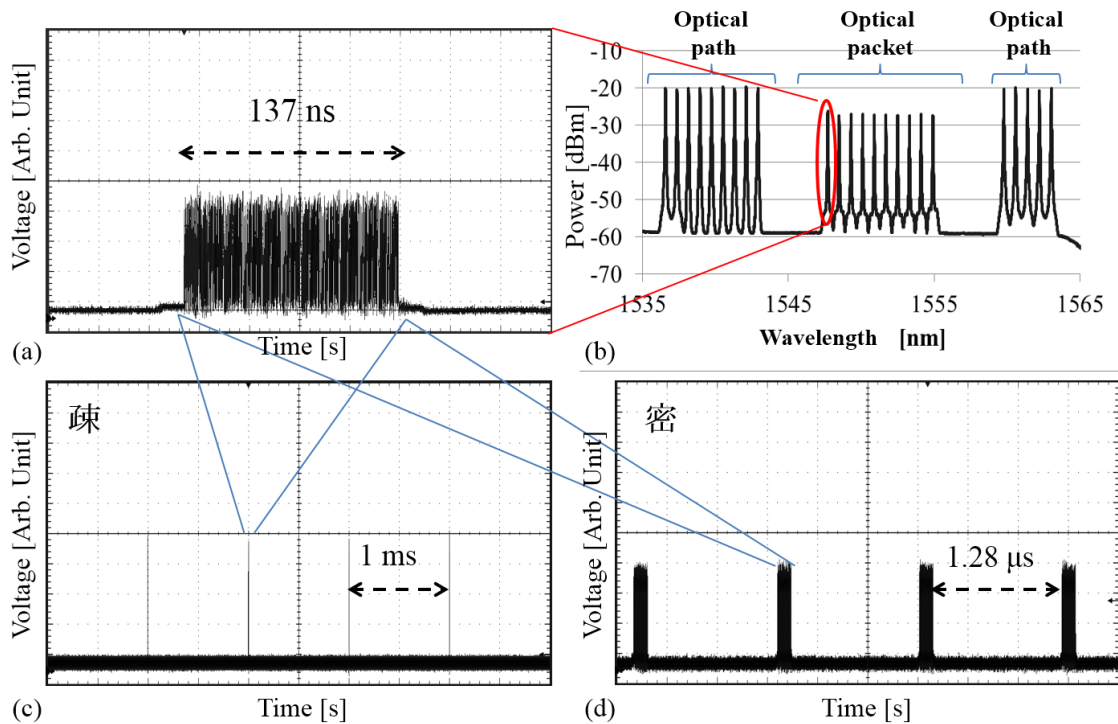 Voltage [Arb. Unit]
137 ns
Time [s]
(a)
Optical path
Optical packet
Optical path
Power [dBm]
-10
-20
-30
-40
-50
-60
-70
1535
1545
1555
1565
Wavelength [nm]
(b)
疎
Voltage [Arb. Unit]
1 ms
Time [s]
(c)
密
Voltage [Arb. Unit]
1.28 μs
Time [s]
(d)